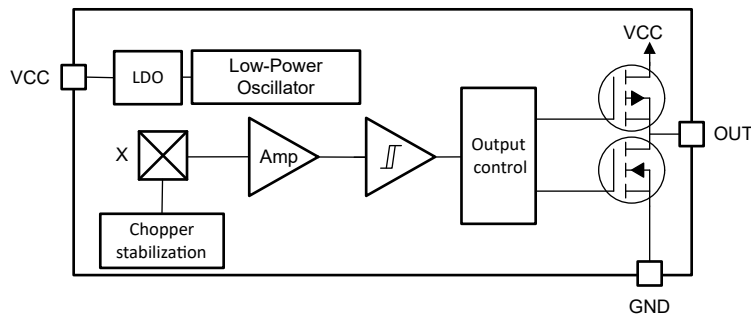 VCC
VCC
LDO
Low-Power
Oscillator
OUT
X
Amp
Output
control
Chopper
stabilization
GND